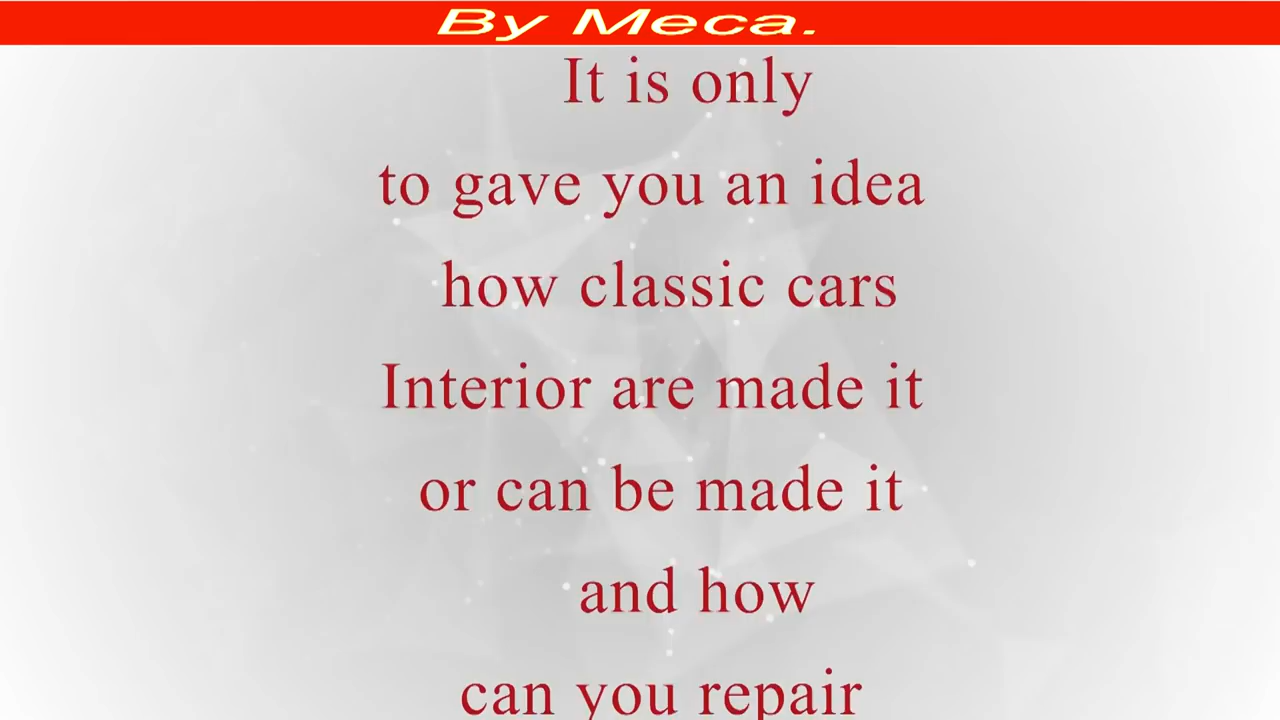 By Meca.
It is only
to gave you an idea
how classic cars
Interior are made it
or can be made it
and how
can you repair